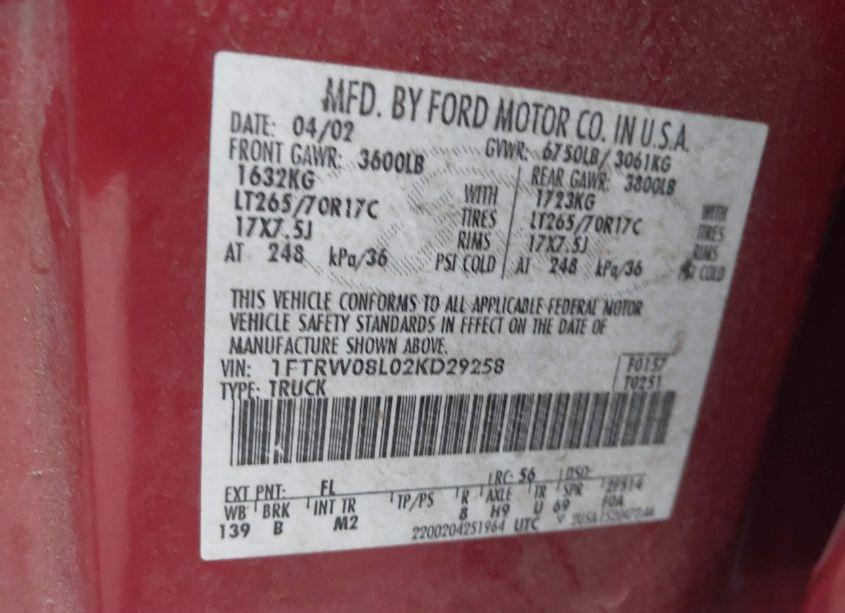 MFD. BY FORD MOTOR CO. IN U.S.A.
DATE: 04/02 GVWR: 6750LB/ 3061KG
FRONT GAWR: 3600LB REAR GAWR: 3800LB
1632KG WITH 1723KG WITH
LT265/70R17C TIRES LT265/70R17C TIRES
17X7.5J RIMS 17X7.5J RIMS
AT 248 kPa/36 PSI COLD AT 248 kPa/36 PSI COLD
THIS VEHICLE CONFORMS TO ALL APPLICABLE FEDERAL MOTOR
VEHICLE SAFETY STANDARDS IN EFFECT ON THE DATE OF
MANUFACTURE SHOWN ABOVE.
VIN: 1FTRW08L02KD29258 F0157
TYPE: TRUCK T0251
EXT PNT: FL RC: 56 DSO:
WB BRK INT TR TP/PS R AXLE TR SPR
139 B M2 8 H9 U 69 F0A
2200204251964 UTC